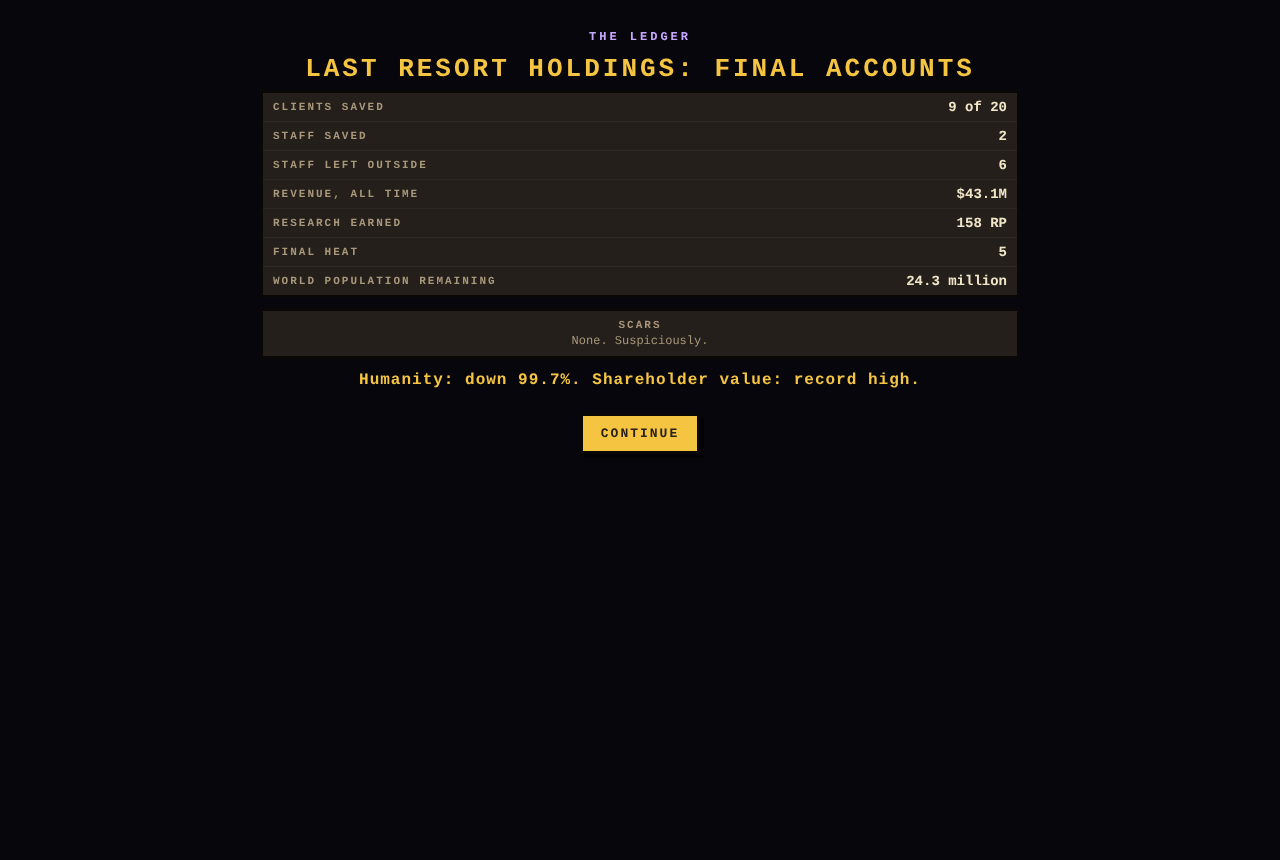 THE LEDGER
LAST RESORT HOLDINGS: FINAL ACCOUNTS
CLIENTS SAVED 9 of 20
STAFF SAVED 2
STAFF LEFT OUTSIDE 6
REVENUE, ALL TIME $43.1M
RESEARCH EARNED 158 RP
FINAL HEAT 5
WORLD POPULATION REMAINING 24.3 million
SCARS
None. Suspiciously.
Humanity: down 99.7%. Shareholder value: record high.
CONTINUE